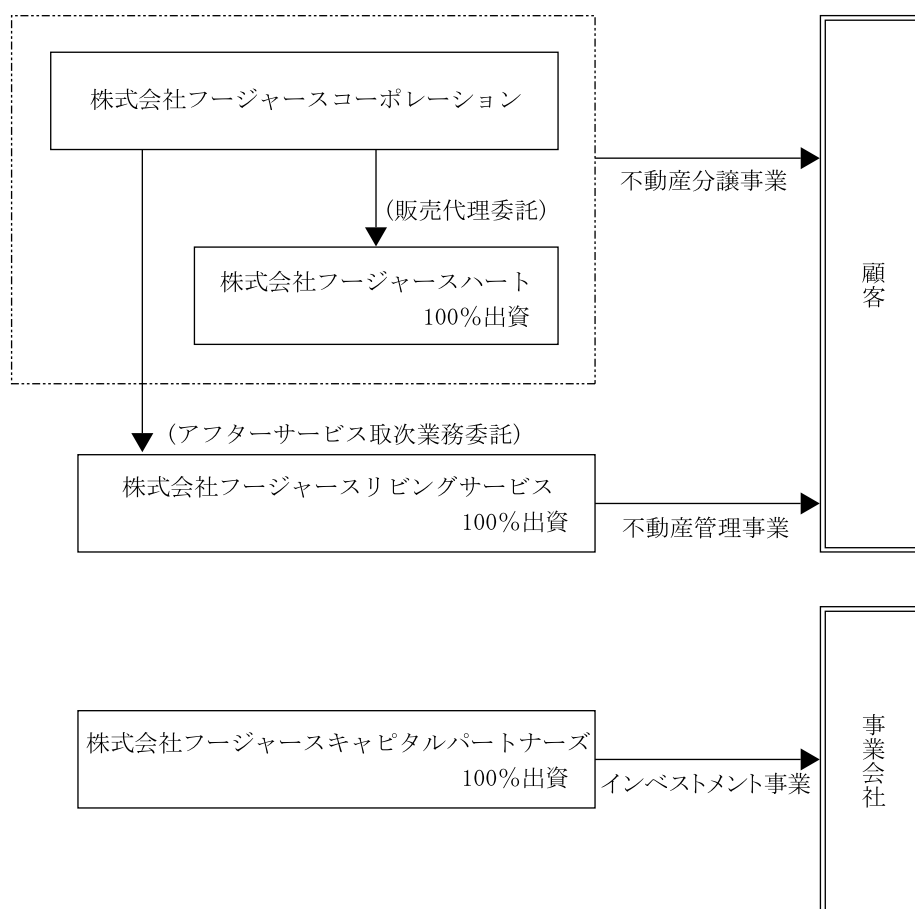 株式会社フージャースコーポレーション
不動産分譲事業
(販売代理委託)
株式会社フージャースハート
100%出資
顧客
(アフターサービス取次業務委託)
株式会社フージャースリビングサービス
100%出資
不動産管理事業
株式会社フージャースキャピタルパートナーズ
100%出資
インベストメント事業
事業会社